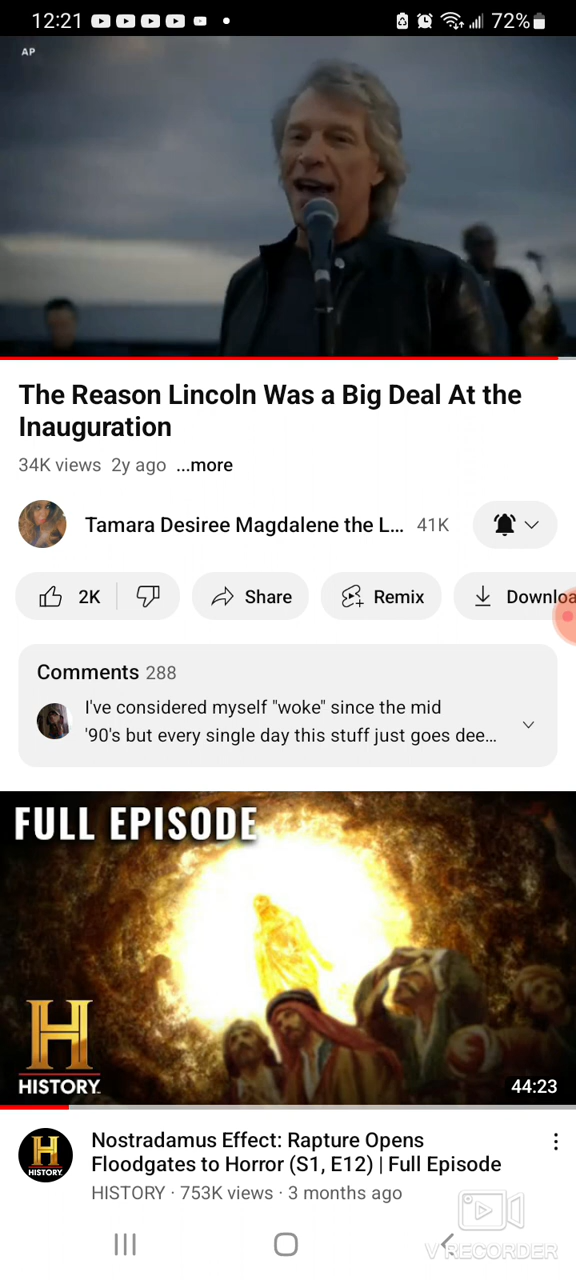 12:21
72%
AP
The Reason Lincoln Was a Big Deal At the
Inauguration
34K views 2y ago ...more
Tamara Desiree Magdalene the L... 41K
2K
Share
Remix
Downloa
Comments 288
I've considered myself "woke" since the mid
'90's but every single day this stuff just goes dee...
FULL EPISODE
H
HISTORY
44:23
H
HISTORY
Nostradamus Effect: Rapture Opens
Floodgates to Horror (S1, E12) | Full Episode
HISTORY · 753K views · 3 months ago
V RECORDER